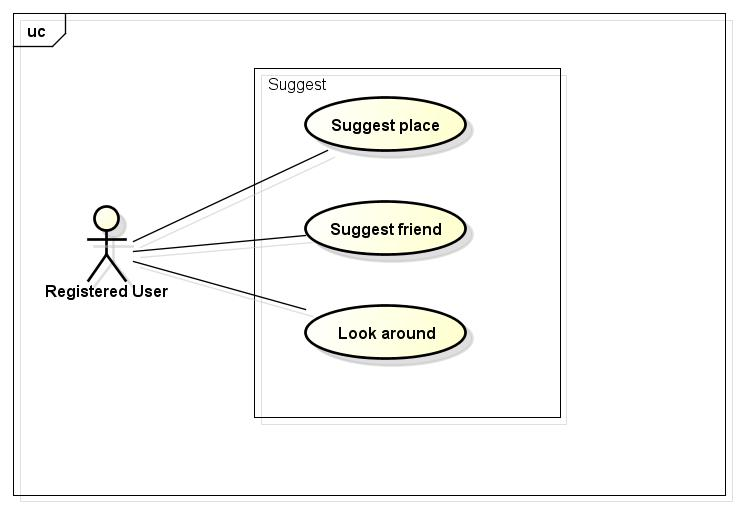 uc
Suggest
Suggest place
Suggest friend
Registered User
Look around